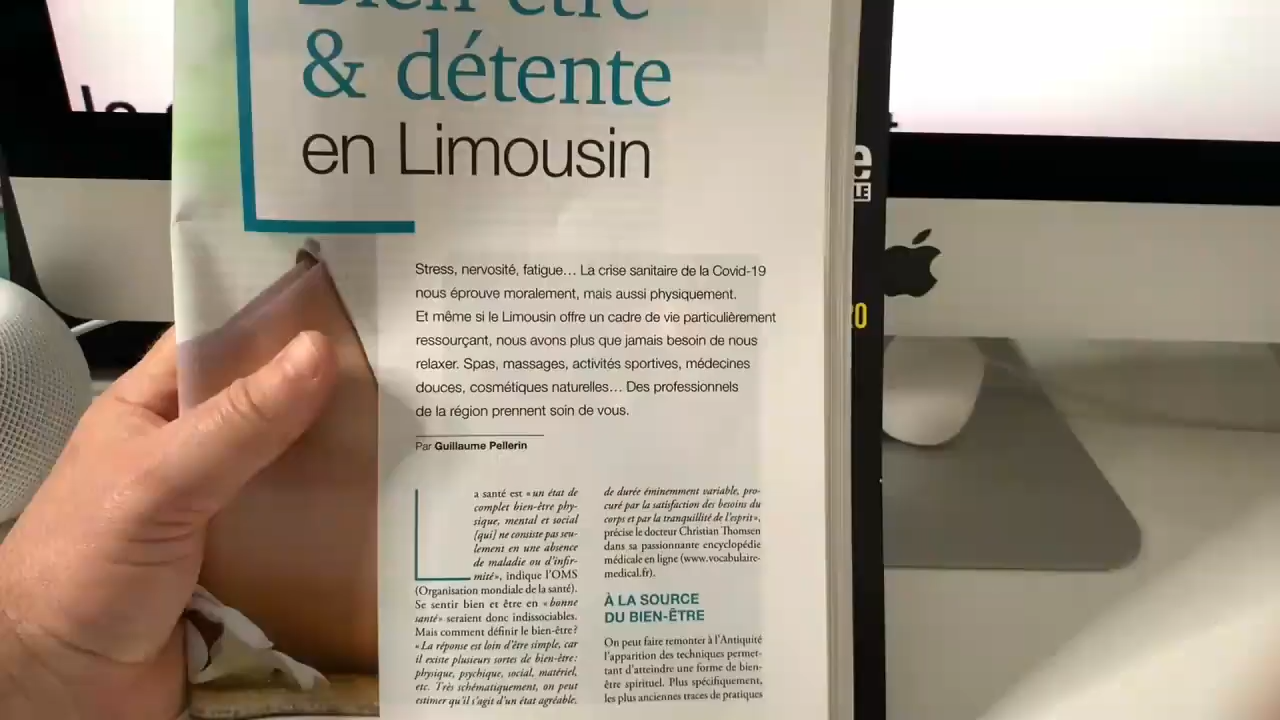 Bien-être
& détente
en Limousin
Stress, nervosité, fatigue… La crise sanitaire de la Covid-19
nous éprouve moralement, mais aussi physiquement.
Et même si le Limousin offre un cadre de vie particulièrement
ressourçant, nous avons plus que jamais besoin de nous
relaxer. Spas, massages, activités sportives, médecines
douces, cosmétiques naturelles… Des professionnels
de la région prennent soin de vous.
Par Guillaume Pellerin
La santé est « un état de
complet bien-être phy-
sique, mental et social
[qui] ne consiste pas seu-
lement en une absence
de maladie ou d'infir-
mité», indique l'OMS
(Organisation mondiale de la santé).
Se sentir bien et être en « bonne
santé» seraient donc indissociables.
Mais comment définir le bien-être?
« La réponse est loin d'être simple, car
il existe plusieurs sortes de bien-être:
physique, psychique, social, matériel,
etc. Très schématiquement, on peut
estimer qu'il s'agit d'un état agréable,
de durée éminemment variable, pro-
curé par la satisfaction des besoins du
corps et par la tranquillité de l'esprit»,
précise le docteur Christian Thomsen
dans sa passionnante encyclopédie
médicale en ligne (www.vocabulaire-
medical.fr).
À LA SOURCE
DU BIEN-ÊTRE
On peut faire remonter à l'Antiquité
l'apparition des techniques permet-
tant d'atteindre une forme de bien-
être spirituel. Plus spécifiquement,
les plus anciennes traces de pratiques